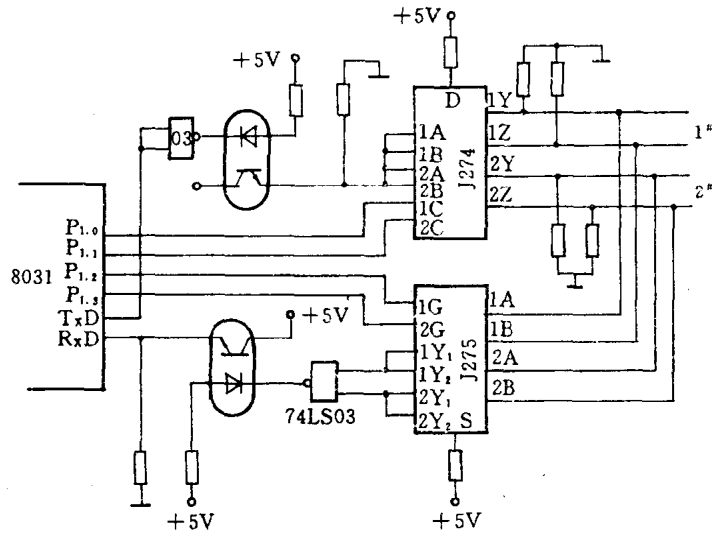 +5V
+5V
D
1Y
1Z
2Y
2Z
1#
2#
03
1A
1B
2A
2B
1C
2C
J274
8031
P1.0
P1.1
P1.2
P1.3
TxD
RxD
+5V
1G
2G
1Y1
1Y2
2Y1
2Y2
S
J275
1A
1B
2A
2B
74LS03
+5V
+5V